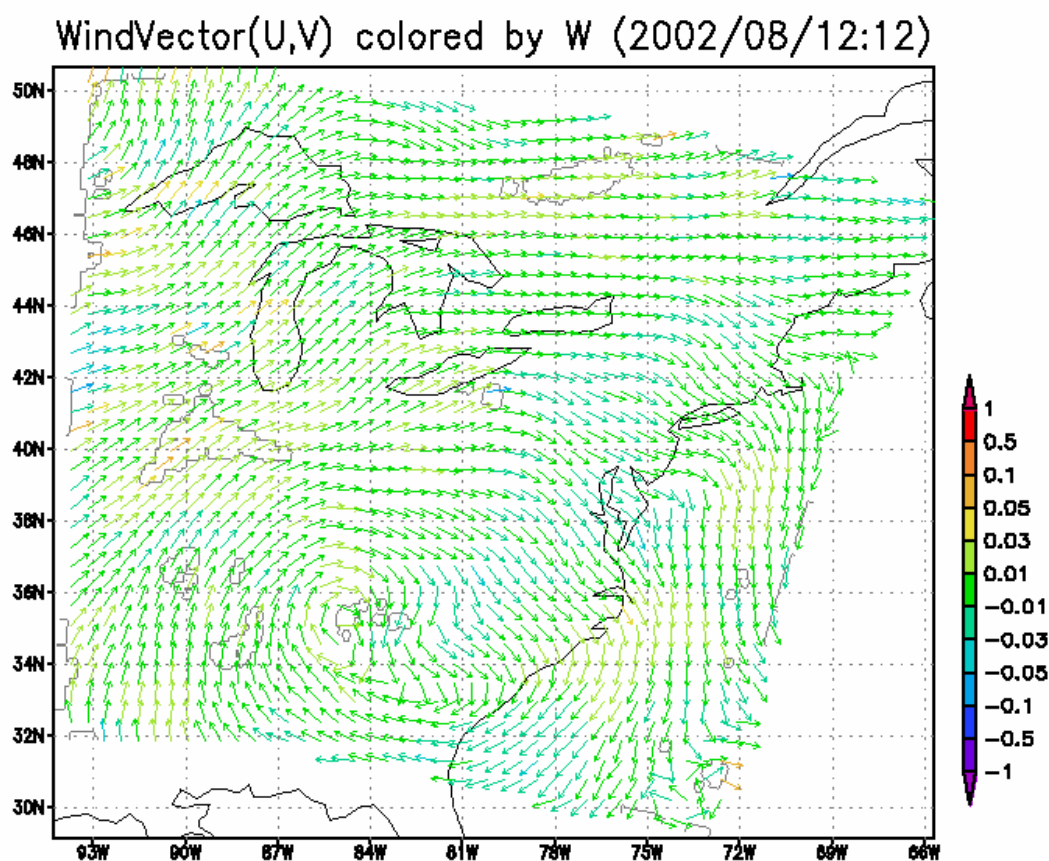 WindVector(U,V) colored by W (2002/08/12:12)
50N
48N
46N
44N
42N
40N
38N
36N
34N
32N
30N
93W 90W 87W 84W 81W 78W 75W 72W 69W 66W
1
0.5
0.1
0.05
0.03
0.01
−0.01
−0.03
−0.05
−0.1
−0.5
−1